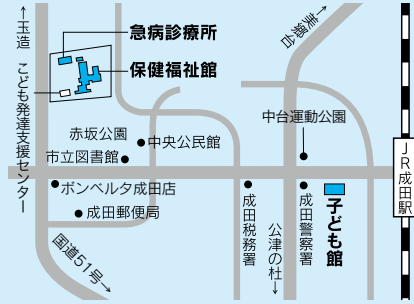 ←玉造
こども発達支援センター
急病診療所
保健福祉館
美郷台→
赤坂公園
中央公民館
市立図書館
中台運動公園
JR成田駅
ボンベルタ成田店
成田郵便局
国道51号→
成田税務署
公津の杜→
成田警察署
子ども館